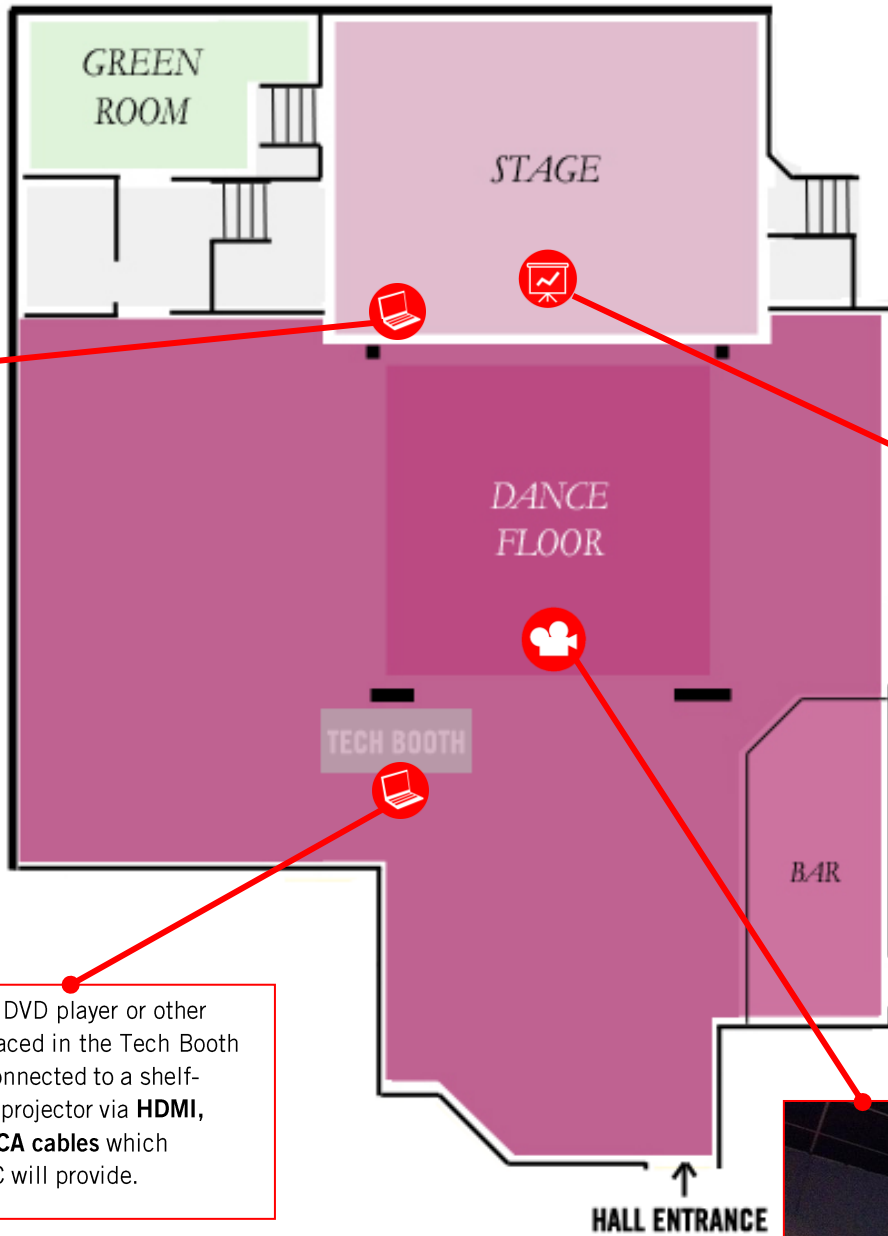 GREEN
ROOM
STAGE
DANCE
FLOOR
TECH BOOTH
BAR
DVD player or other
aced in the Tech Booth
onnected to a shelf-
projector via HDMI,
CA cables which
C will provide.
HALL ENTRANCE